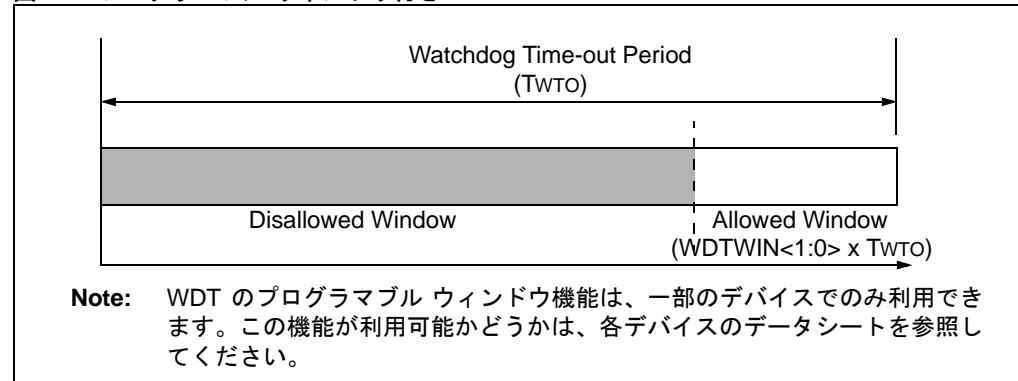 Watchdog Time-out Period
(TWTO)
Disallowed Window
Allowed Window
(WDTWIN<1:0> x TWTO)
Note: WDT のプログラマブル ウィンドウ機能は、一部のデバイスでのみ利用でき
ます。この機能が利用可能かどうかは、各デバイスのデータシートを参照し
てください。